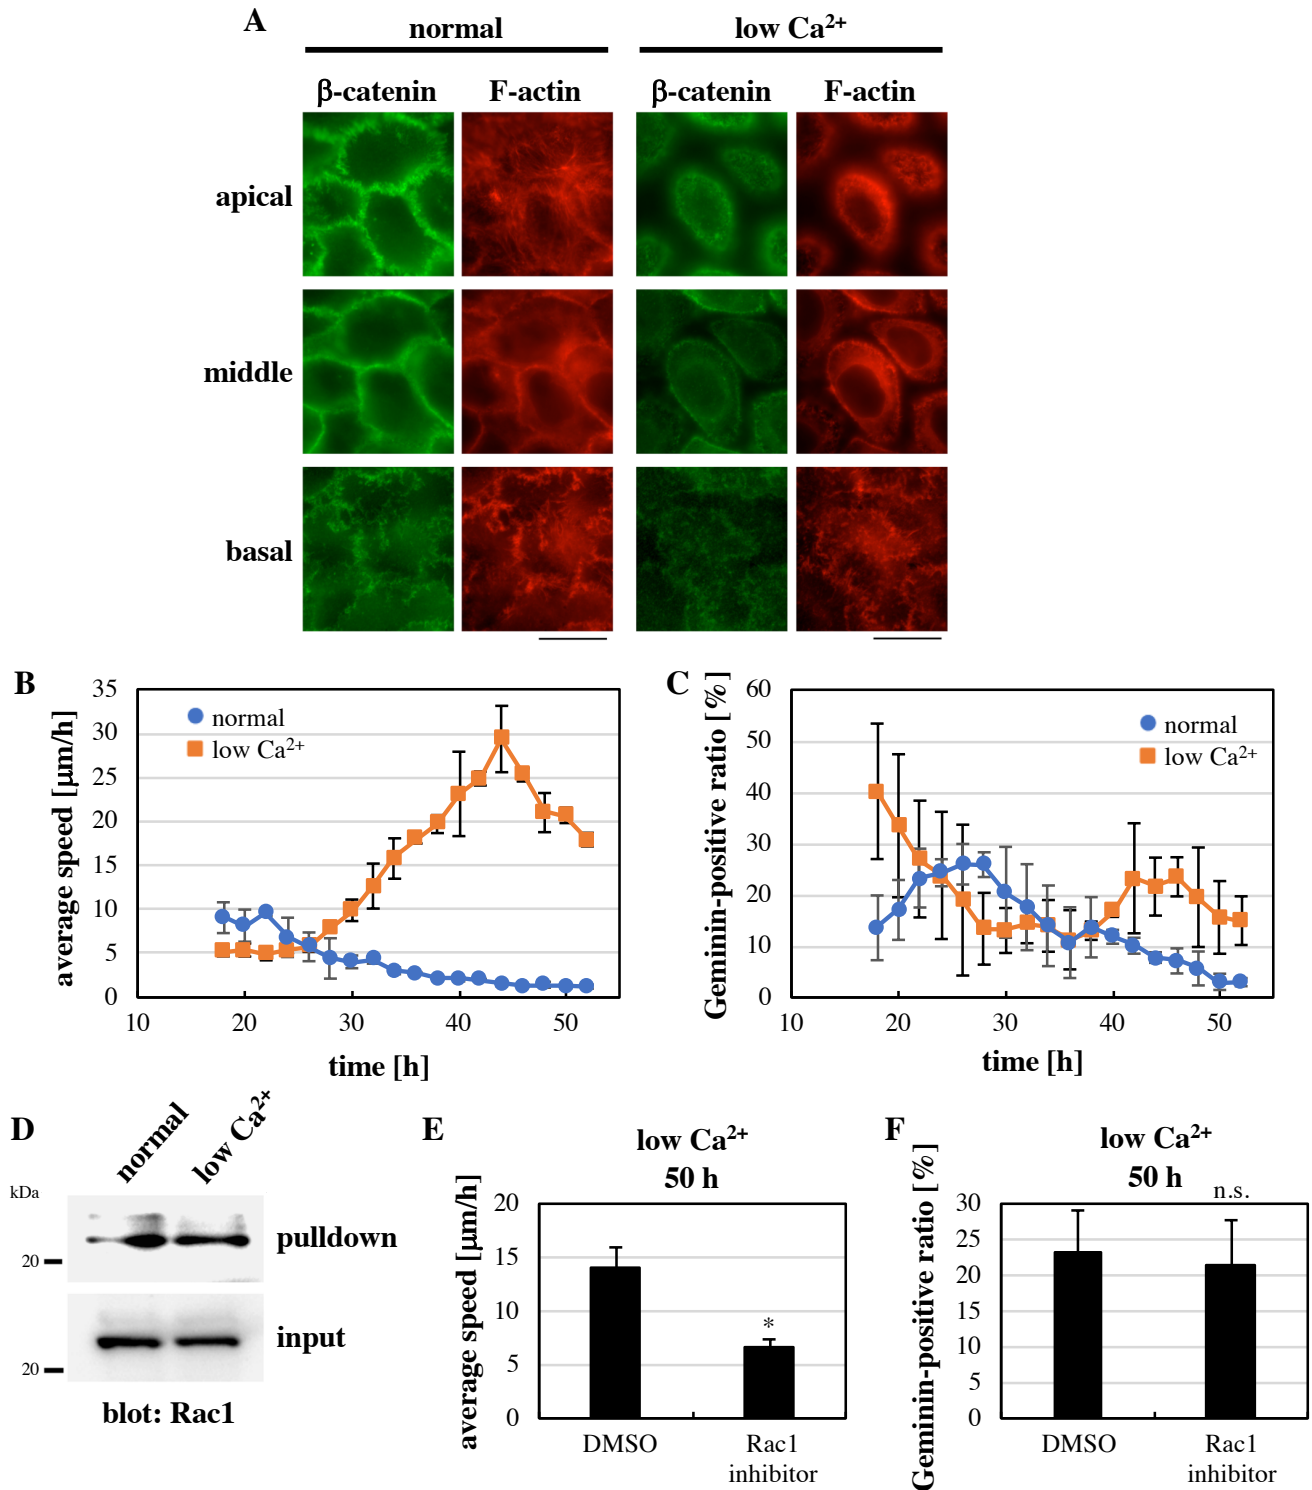 A
normal
low Ca²⁺
β-catenin
F-actin
β-catenin
F-actin
apical
middle
basal
B
average speed [µm/h]
35
30
25
20
15
10
5
0
normal
low Ca²⁺
10
20
30
40
50
time [h]
C
Geminin-positive ratio [%]
60
50
40
30
20
10
0
normal
low Ca²⁺
10
20
30
40
50
time [h]
D
normal
low Ca²⁺
kDa
20
pulldown
20
input
blot: Rac1
E
low Ca²⁺
50 h
average speed [µm/h]
20
15
10
5
0
*
DMSO
Rac1
inhibitor
F
low Ca²⁺
50 h
Geminin-positive ratio [%]
30
25
20
15
10
5
0
n.s.
DMSO
Rac1
inhibitor